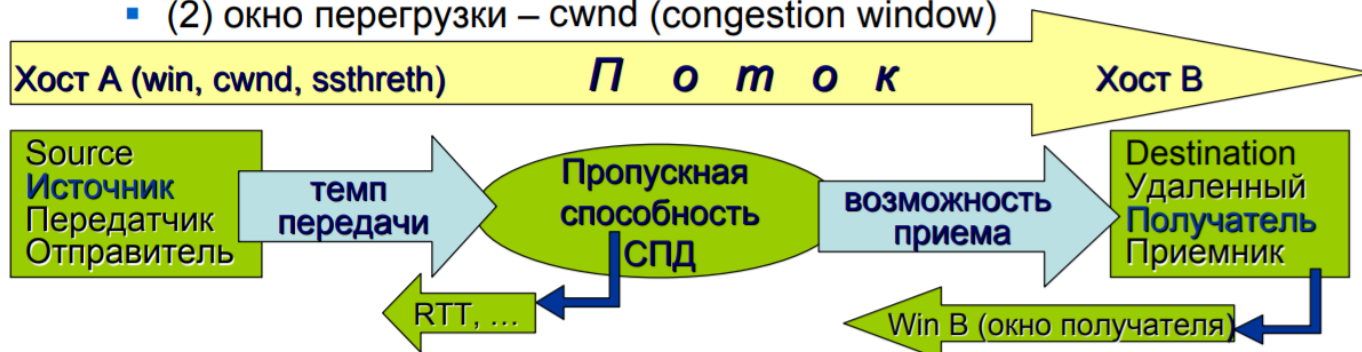 ▪ (2) окно перегрузки – cwnd (congestion window)
Хост А (win, cwnd, ssthreth)
П о т о к
Хост В
Source
Источник
Передатчик
Отправитель
темп
передачи
Пропускная
способность
СПД
возможность
приема
Destination
Удаленный
Получатель
Приемник
RTT, ...
Win B (окно получателя)